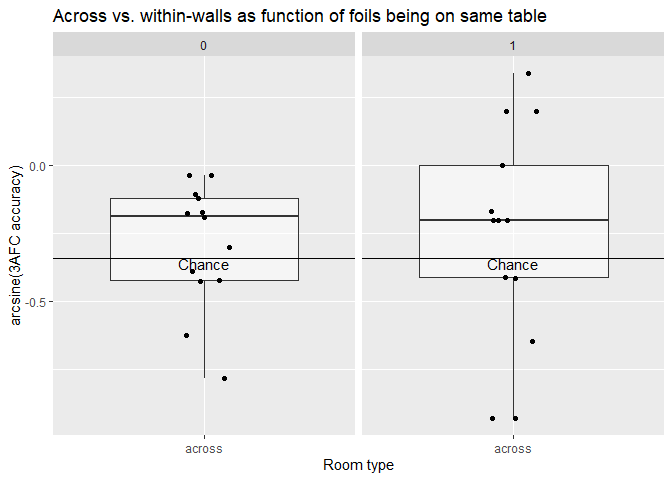 Across vs. within-walls as function of foils being on same table
0
1
arcsine(3AFC accuracy)
0.0
-0.5
Chance
Chance
across
across
Room type